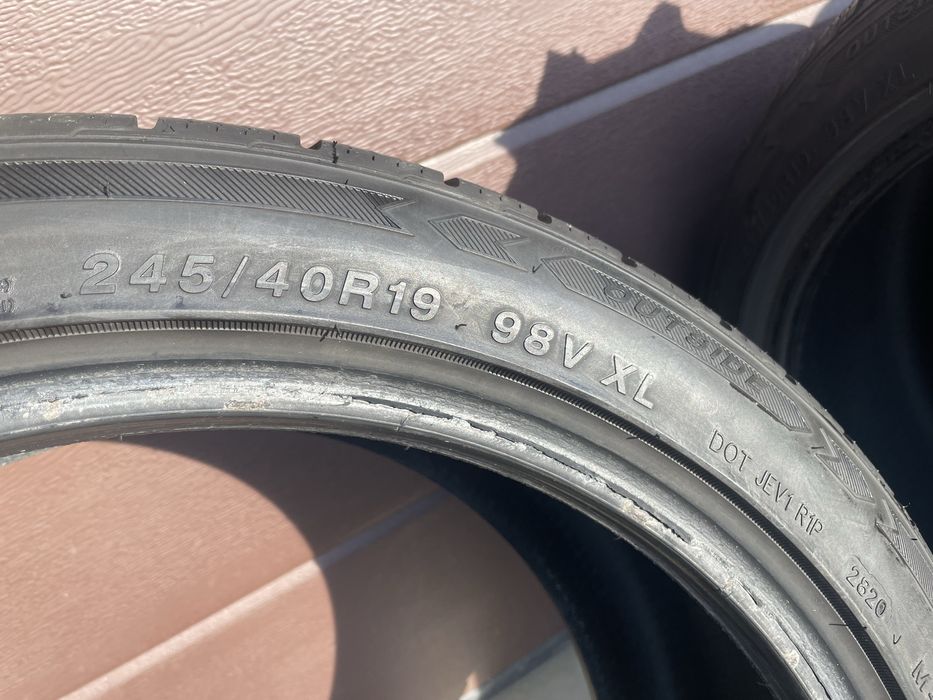 245/40R19 98V XL
OUTSIDE
DOT JEV1 R1P 2820